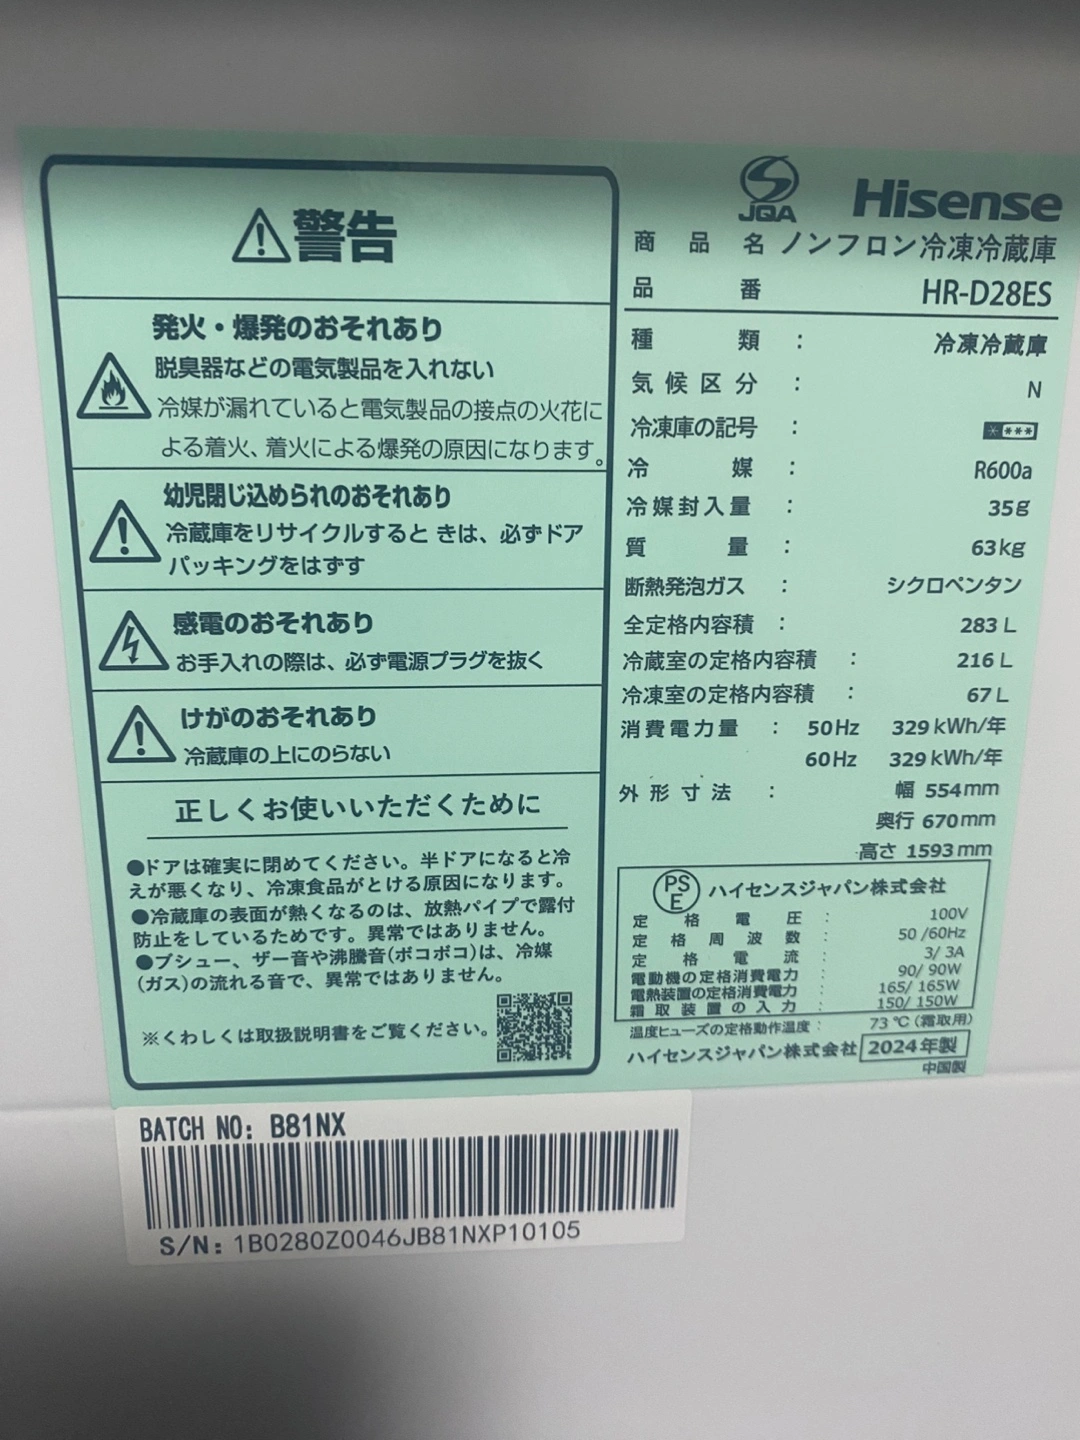 警告
発火・爆発のおそれあり
脱臭器などの電気製品を入れない
冷媒が漏れていると電気製品の接点の火花に
よる着火、着火による爆発の原因になります。
幼児閉じ込められのおそれあり
冷蔵庫をリサイクルすると きは、必ずドア
パッキングをはずす
感電のおそれあり
お手入れの際は、必ず電源プラグを抜く
けがのおそれあり
冷蔵庫の上にのらない
正しくお使いいただくために
●ドアは確実に閉めてください。半ドアになると冷
えが悪くなり、冷凍食品がとける原因になります。
●冷蔵庫の表面が熱くなるのは、放熱パイプで露付
防止をしているためです。異常ではありません。
●ブシュー、ザー音や沸騰音(ボコボコ)は、冷媒
(ガス)の流れる音で、異常ではありません。
※くわしくは取扱説明書をご覧ください。
JQA Hisense
商品名 ノンフロン冷凍冷蔵庫
品番 HR-D28ES
種類 : 冷凍冷蔵庫
気候区分 : N
冷凍庫の記号 : ****
冷媒 : R600a
冷媒封入量 : 35g
質量 : 63kg
断熱発泡ガス : シクロペンタン
全定格内容積 : 283L
冷蔵室の定格内容積 : 216L
冷凍室の定格内容積 : 67L
消費電力量 : 50Hz 329kWh/年
60Hz 329kWh/年
外形寸法 : 幅 554mm
奥行 670mm
高さ 1593mm
PSE ハイセンスジャパン株式会社
定格電圧 : 100V
定格周波数 : 50/60Hz
定格電流 : 3/3A
電動機の定格消費電力 : 90/90W
電熱装置の定格消費電力 : 165/165W
霜取装置の入力 : 150/150W
温度ヒューズの定格動作温度 : 73℃(霜取用)
ハイセンスジャパン株式会社 2024年製
中国製
BATCH NO: B81NX
S/N: 1B0280Z0046JB81NXP10105